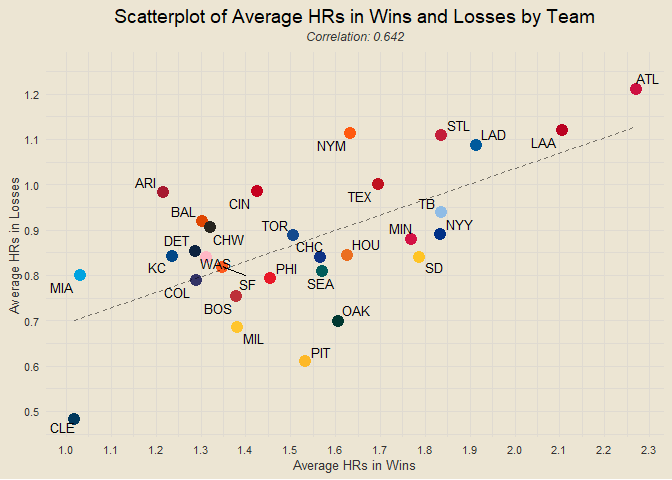 Scatterplot of Average HRs in Wins and Losses by Team
Correlation: 0.642
Average HRs in Losses
1.2
1.1
1.0
0.9
0.8
0.7
0.6
0.5
ATL
STL
LAD
LAA
NYM
ARI
CIN
TEX
BAL
TB
CHW
TOR
MIN
NYY
DET
CHC
HOU
KC
WAS
SD
MIA
PHI
SEA
COL
SF
BOS
OAK
MIL
PIT
CLE
1.0 1.1 1.2 1.3 1.4 1.5 1.6 1.7 1.8 1.9 2.0 2.1 2.2 2.3
Average HRs in Wins